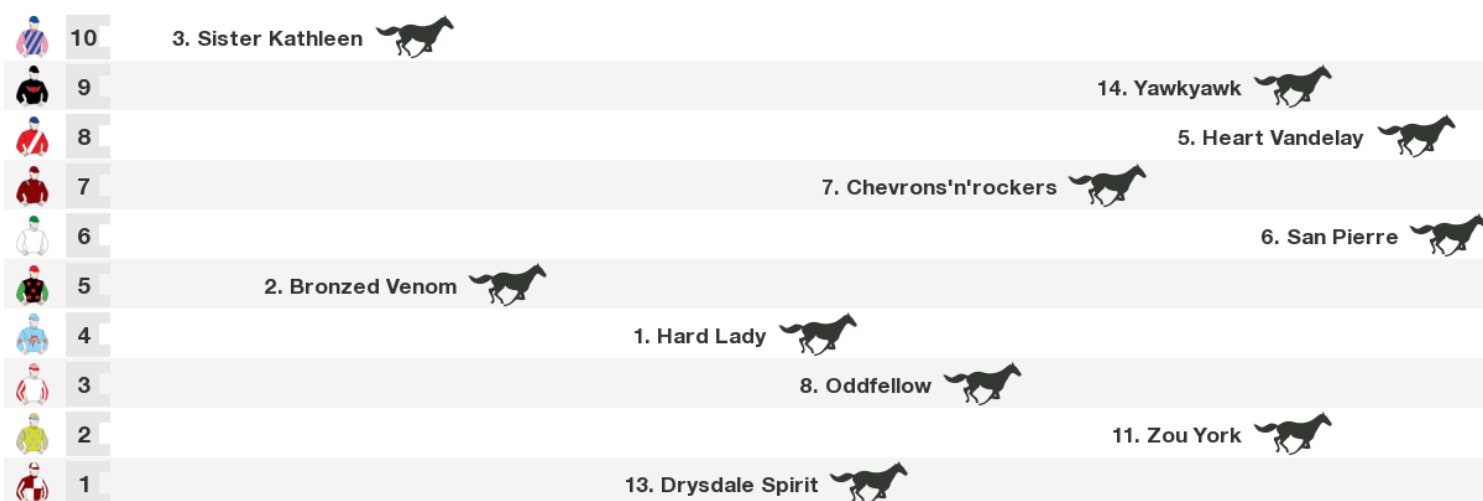 10 3. Sister Kathleen
9 14. Yawkyawk
8 5. Heart Vandelay
7 7. Chevrons'n'rockers
6 6. San Pierre
5 2. Bronzed Venom
4 1. Hard Lady
3 8. Oddfellow
2 11. Zou York
1 13. Drysdale Spirit